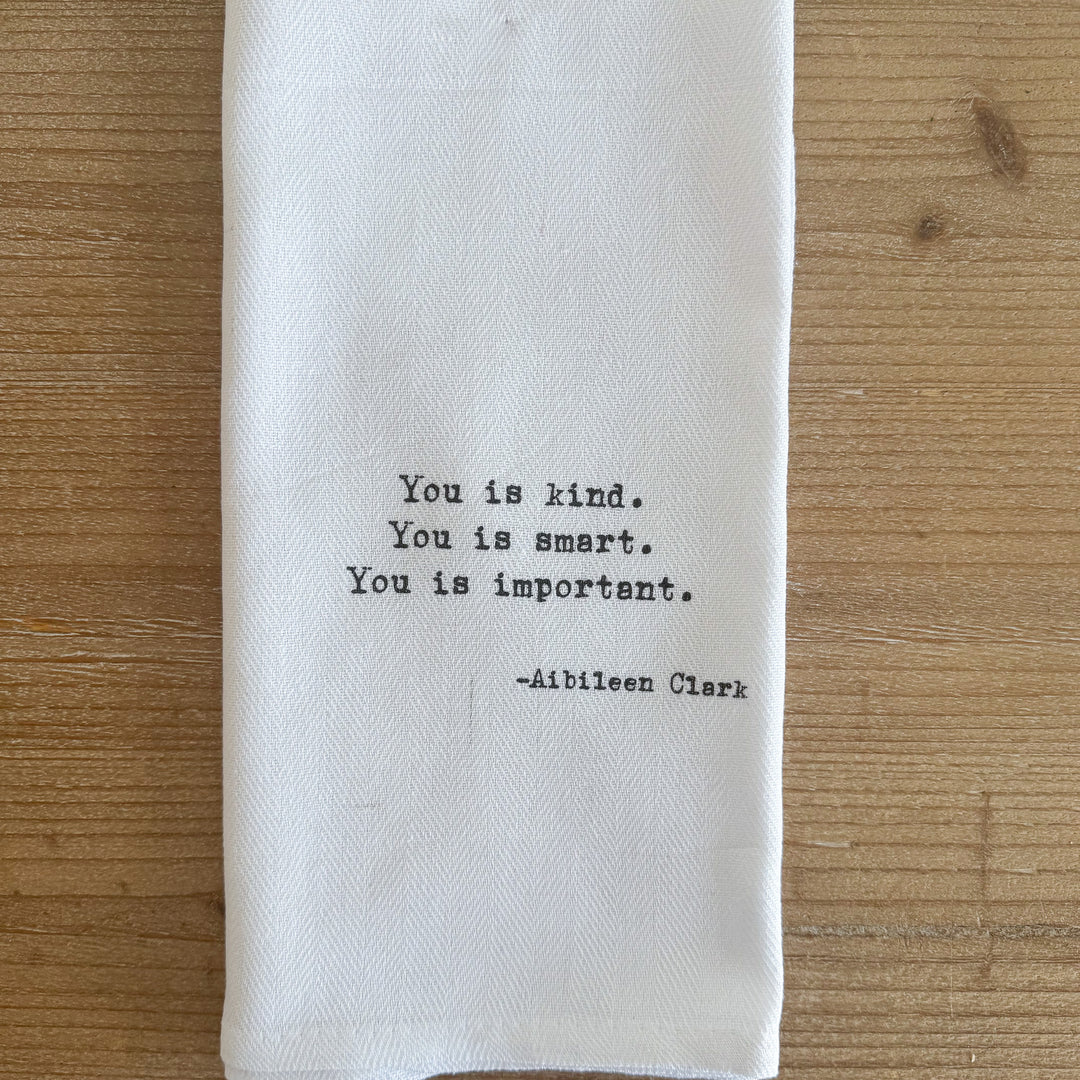 You is kind.
You is smart.
You is important.
-Aibileen Clark